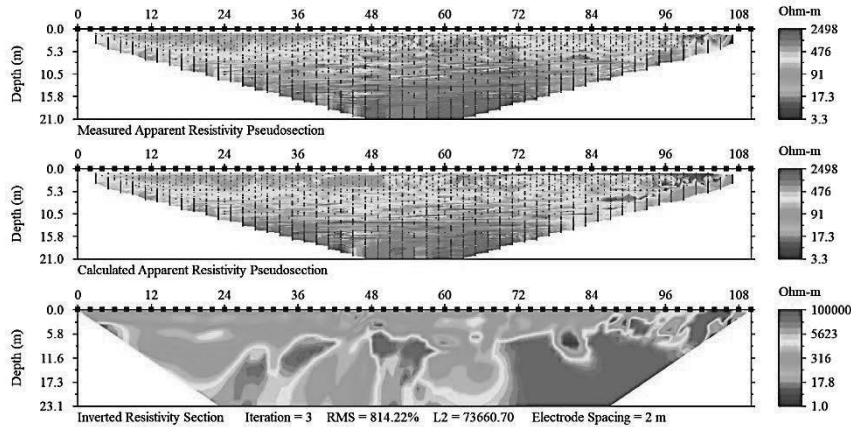 0 12 24 36 48 60 72 84 96 108 Ohm-m
0.0 2498
5.3 476
10.5 91
15.8 17.3
21.0 3.3
Depth (m)
Measured Apparent Resistivity Pseudosection
0 12 24 36 48 60 72 84 96 108 Ohm-m
0.0 2498
5.3 476
10.5 91
15.8 17.3
21.0 3.3
Depth (m)
Calculated Apparent Resistivity Pseudosection
0 12 24 36 48 60 72 84 96 108 Ohm-m
0.0 100000
5.8 5623
11.6 316
17.3 17.8
23.1 1.0
Depth (m)
Inverted Resistivity Section Iteration = 3 RMS = 814.22% L2 = 73660.70 Electrode Spacing = 2 m